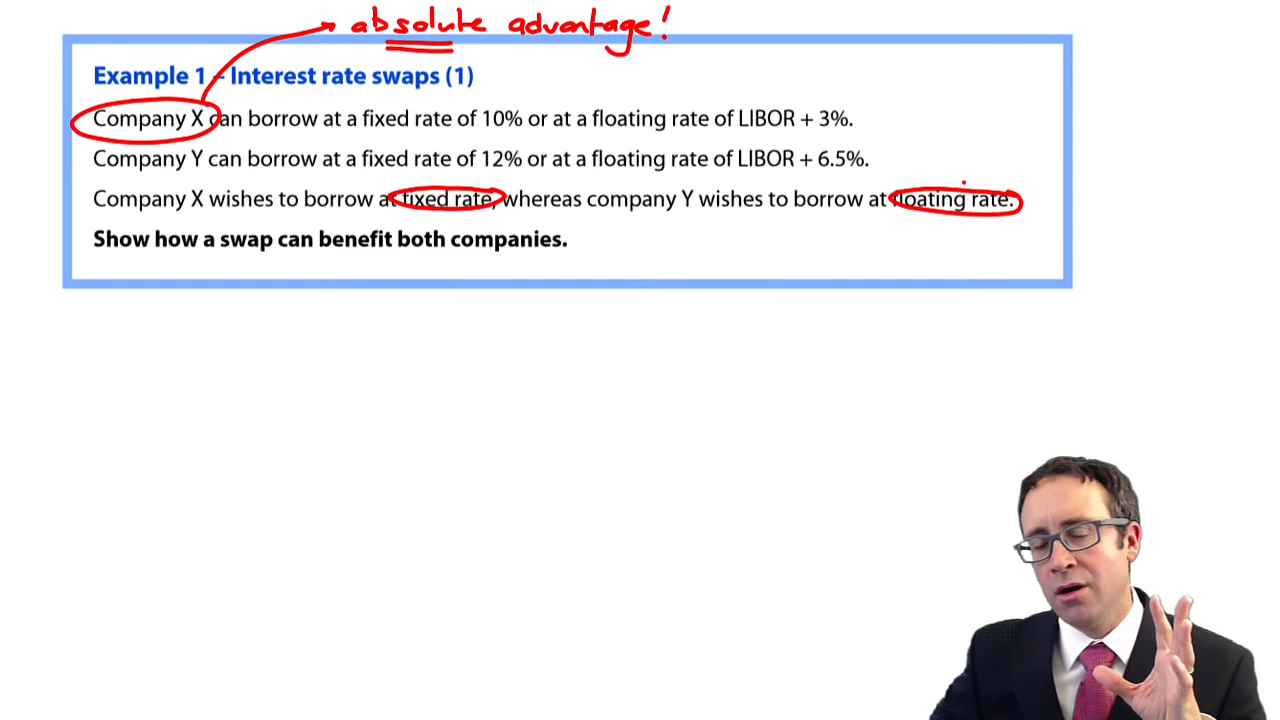 absolute advantage!
Example 1 – Interest rate swaps (1)
Company X can borrow at a fixed rate of 10% or at a floating rate of LIBOR + 3%.
Company Y can borrow at a fixed rate of 12% or at a floating rate of LIBOR + 6.5%.
Company X wishes to borrow at fixed rate, whereas company Y wishes to borrow at floating rate.
Show how a swap can benefit both companies.